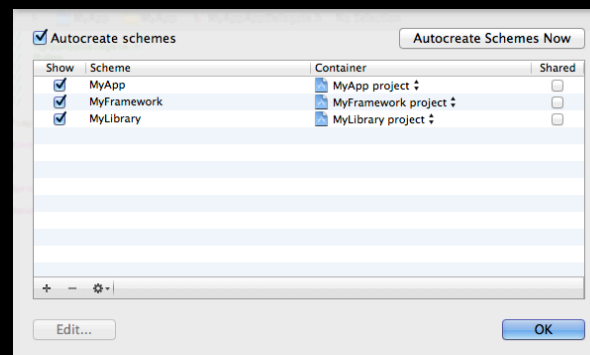 Autocreate schemes Autocreate Schemes Now
Show Scheme Container Shared
MyApp MyApp project
MyFramework MyFramework project
MyLibrary MyLibrary project
Edit... OK